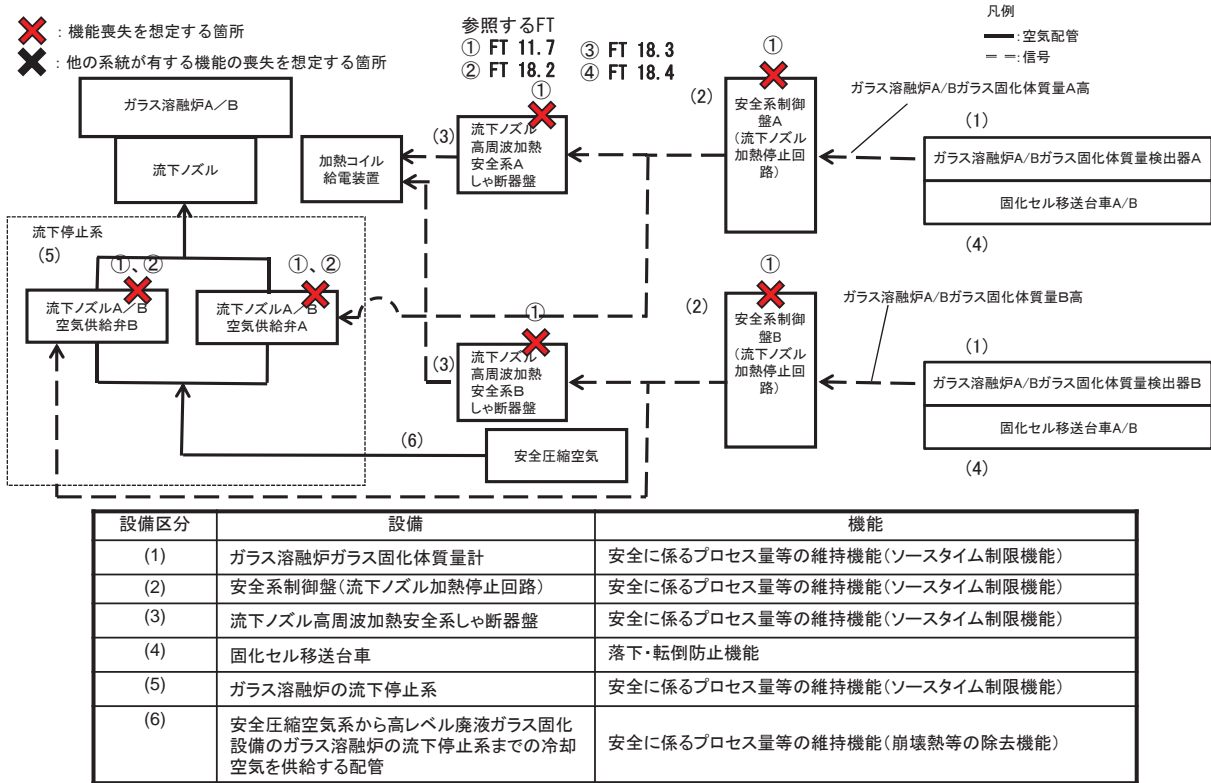 : 機能喪失を想定する箇所
: 他の系統が有する機能の喪失を想定する箇所
参照するFT
① FT 11.7
② FT 18.2
③ FT 18.3
④ FT 18.4
凡例
:空気配管
:信号
ガラス溶融炉A/B
流下ノズル
加熱コイル
給電装置
(3)
①
流下ノズル
高周波加熱
安全系A
しゃ断器盤
(2)
①
安全系制御
盤A
(流下ノズル
加熱停止回
路)
ガラス溶融炉A/Bガラス固化体質量A高
(1)
ガラス溶融炉A/Bガラス固化体質量検出器A
固化セル移送台車A/B
(4)
流下停止系
(5)
①、②
流下ノズルA/B
空気供給弁B
①、②
流下ノズルA/B
空気供給弁A
(3)
①
流下ノズル
高周波加熱
安全系B
しゃ断器盤
(2)
①
安全系制御
盤B
(流下ノズル
加熱停止回
路)
ガラス溶融炉A/Bガラス固化体質量B高
(1)
ガラス溶融炉A/Bガラス固化体質量検出器B
固化セル移送台車A/B
(4)
(6)
安全圧縮空気
設備区分 設備 機能
(1) ガラス溶融炉ガラス固化体質量計 安全に係るプロセス量等の維持機能(ソースタイム制限機能)
(2) 安全系制御盤(流下ノズル加熱停止回路) 安全に係るプロセス量等の維持機能(ソースタイム制限機能)
(3) 流下ノズル高周波加熱安全系しゃ断器盤 安全に係るプロセス量等の維持機能(ソースタイム制限機能)
(4) 固化セル移送台車 落下・転倒防止機能
(5) ガラス溶融炉の流下停止系 安全に係るプロセス量等の維持機能(ソースタイム制限機能)
(6) 安全圧縮空気系から高レベル廃液ガラス固化
設備のガラス溶融炉の流下停止系までの冷却
空気を供給する配管
安全に係るプロセス量等の維持機能(崩壊熱等の除去機能)